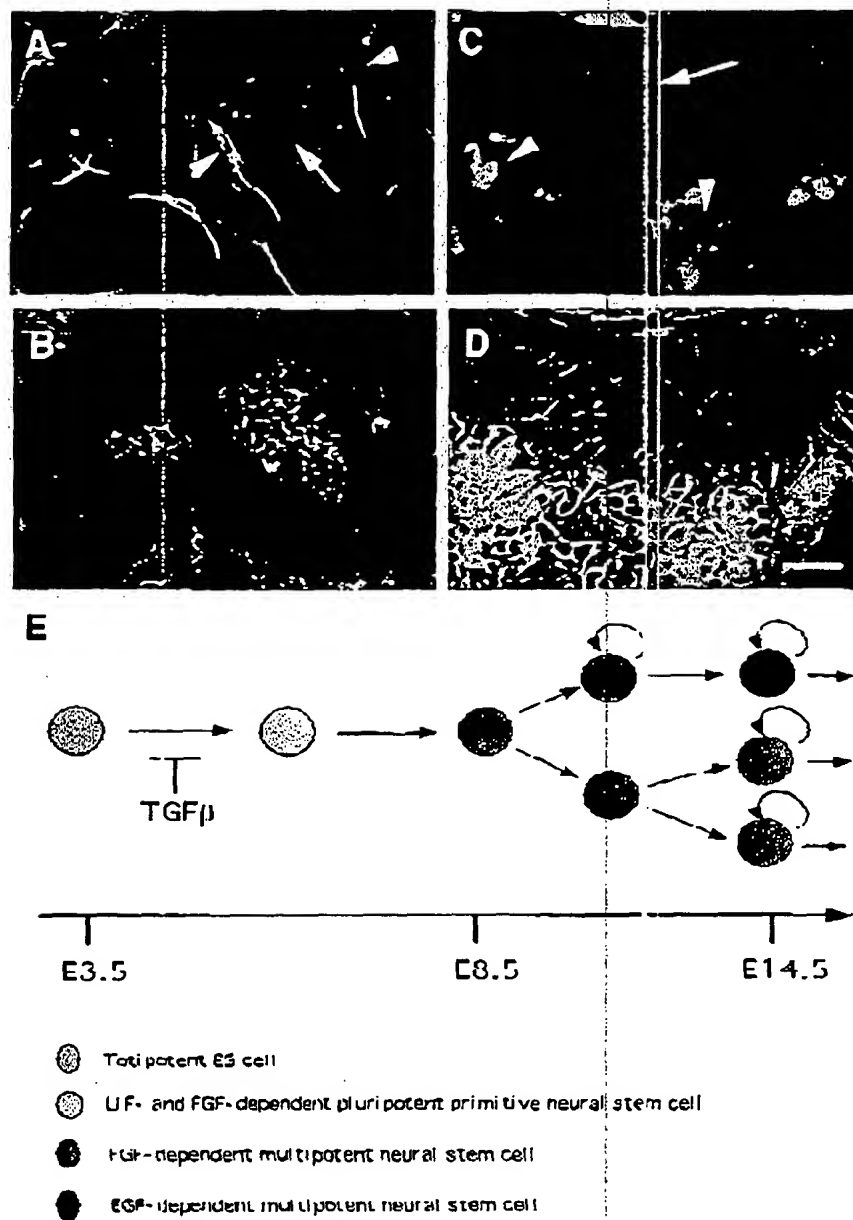 A
C
B
D
E
TGFβ
E3.5
E8.5
E14.5
Totipotent ES cell
LIF- and FGF-dependent pluripotent primitive neural stem cell
FGF-dependent multipotent neural stem cell
EGF-dependent multipotent neural stem cell